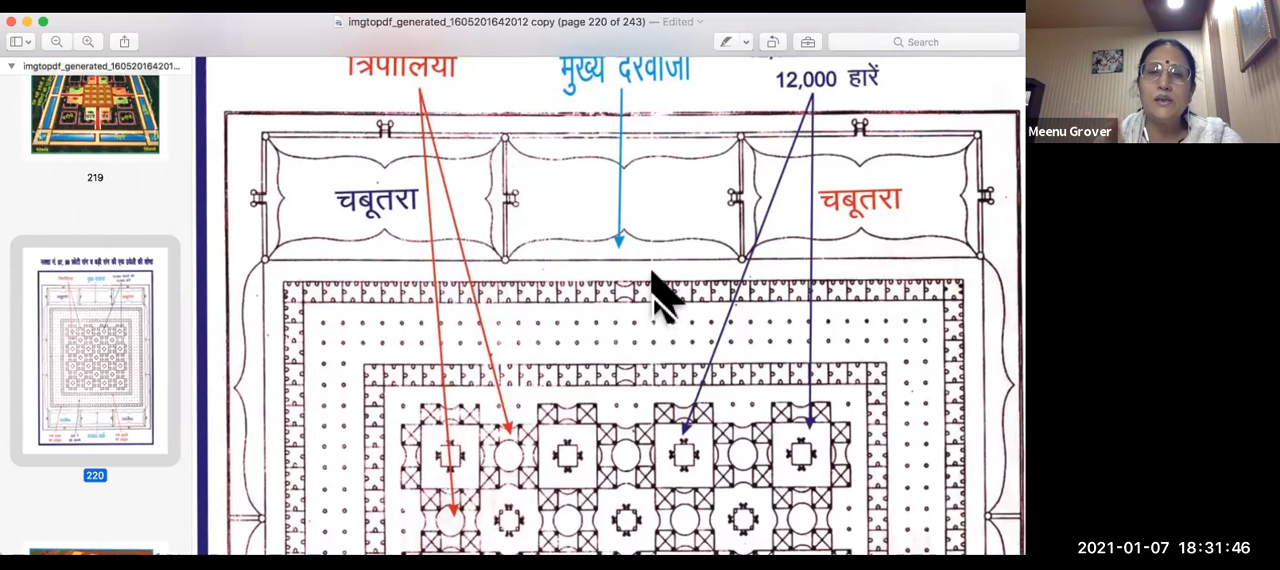 imgtopdf_generated_1605201642012 copy (page 220 of 243) — Edited
Search
imgtopdf_generated_160520164201...
219
220
त्रिपोलिया
मुख्य दरवाजा
12,000 हारें
चबूतरा
चबूतरा
Meenu Grover
2021-01-07 18:31:46